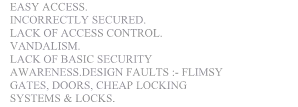 EASY ACCESS.
INCORRECTLY SECURED.
LACK OF ACCESS CONTROL.
VANDALISM.
LACK OF BASIC SECURITY
AWARENESS.DESIGN FAULTS :- FLIMSY
GATES, DOORS, CHEAP LOCKING
SYSTEMS & LOCKS.